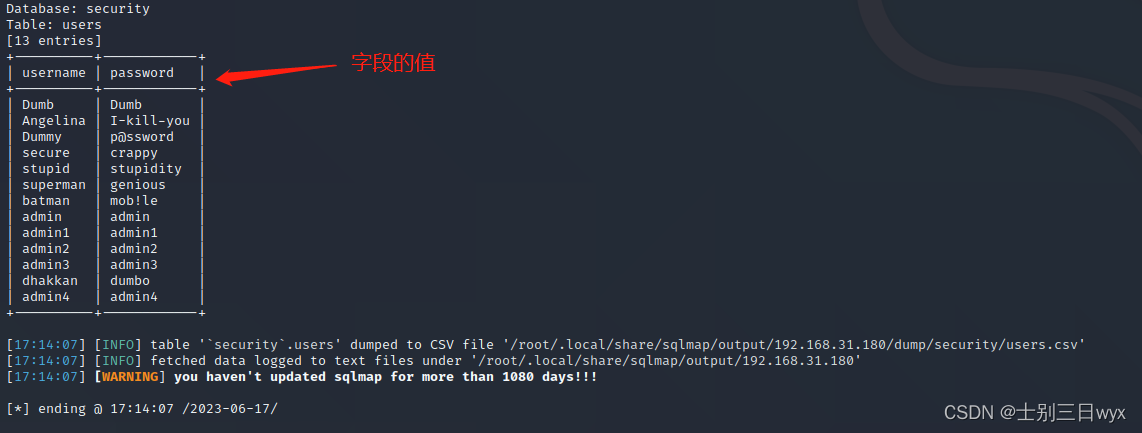 Database: security
Table: users
[13 entries]
+----------+------------+
| username | password   |
+----------+------------+
| Dumb     | Dumb       |
| Angelina | I-kill-you |
| Dummy    | p@ssword   |
| secure   | crappy     |
| stupid   | stupidity  |
| superman | genious    |
| batman   | mob!le     |
| admin    | admin      |
| admin1   | admin1     |
| admin2   | admin2     |
| admin3   | admin3     |
| dhakkan  | dumbo      |
| admin4   | admin4     |
+----------+------------+
字段的值
[17:14:07] [INFO] table '`security`.users' dumped to CSV file '/root/.local/share/sqlmap/output/192.168.31.180/dump/security/users.csv'
[17:14:07] [INFO] fetched data logged to text files under '/root/.local/share/sqlmap/output/192.168.31.180'
[17:14:07] [WARNING] you haven't updated sqlmap for more than 1080 days!!!
[*] ending @ 17:14:07 /2023-06-17/
CSDN @士别三日wyx